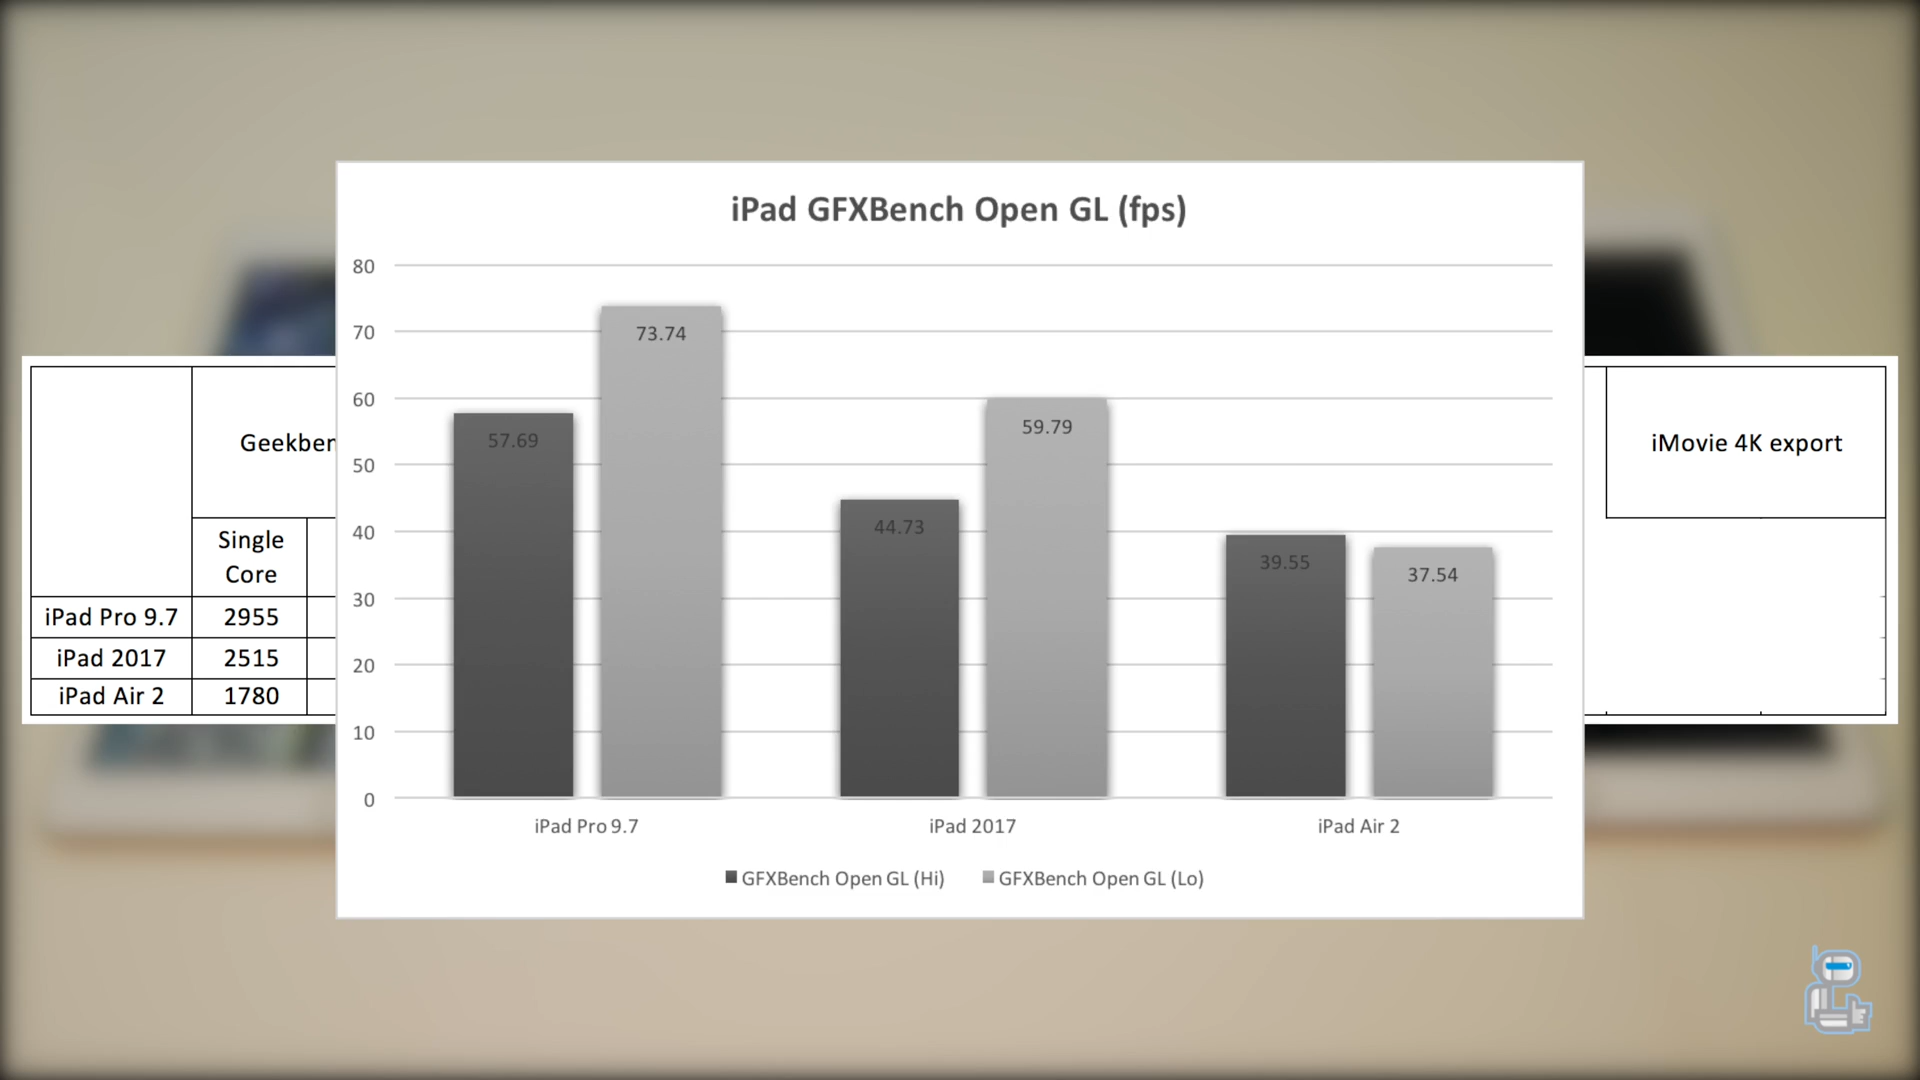 iPad GFXBench Open GL (fps)
80
70
60
50
40
30
20
10
0
73.74
57.69
59.79
44.73
39.55
37.54
iPad Pro 9.7
iPad 2017
iPad Air 2
GFXBench Open GL (Hi)
GFXBench Open GL (Lo)
iMovie 4K export
Single
Core
iPad Pro 9.7
2955
iPad 2017
2515
iPad Air 2
1780